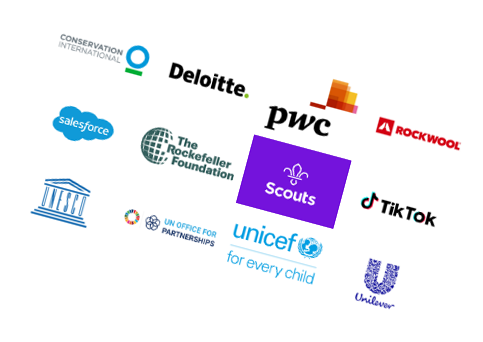 CONSERVATION
INTERNATIONAL
Deloitte.
pwc
ROCKWOOL
salesforce
The
Rockefeller
Foundation
Scouts
TikTok
UNESCO
UN OFFICE FOR
PARTNERSHIPS
unicef
for every child
Unilever